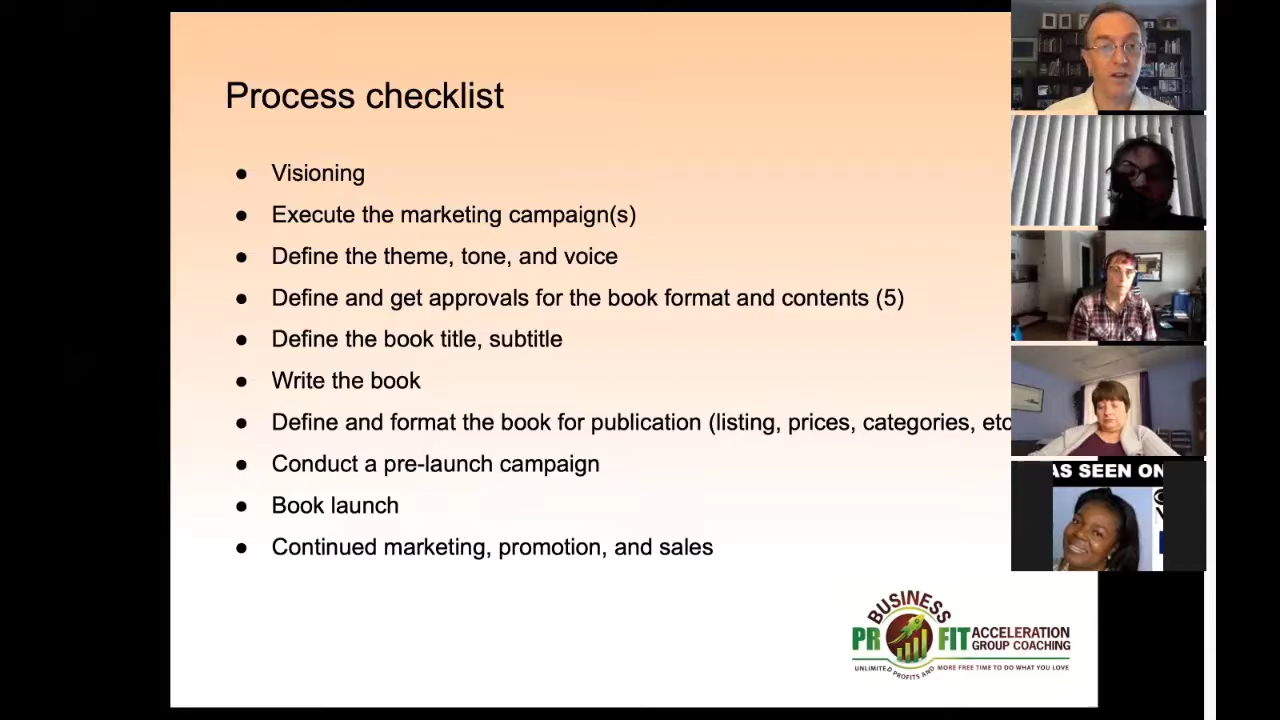 Process checklist
● Visioning
● Execute the marketing campaign(s)
● Define the theme, tone, and voice
● Define and get approvals for the book format and contents (5)
● Define the book title, subtitle
● Write the book
● Define and format the book for publication (listing, prices, categories, etc
● Conduct a pre-launch campaign
● Book launch
● Continued marketing, promotion, and sales
AS SEEN ON
BUSINESS
PROFIT ACCELERATION
GROUP COACHING
UNLIMITED PROFITS AND MORE FREE TIME TO DO WHAT YOU LOVE